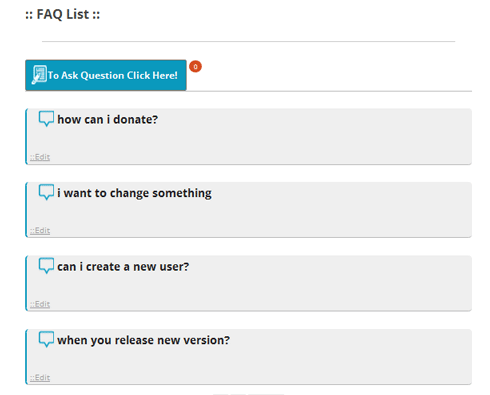 :: FAQ List ::
To Ask Question Click Here!
0
how can i donate?
::Edit
i want to change something
::Edit
can i create a new user?
::Edit
when you release new version?
::Edit